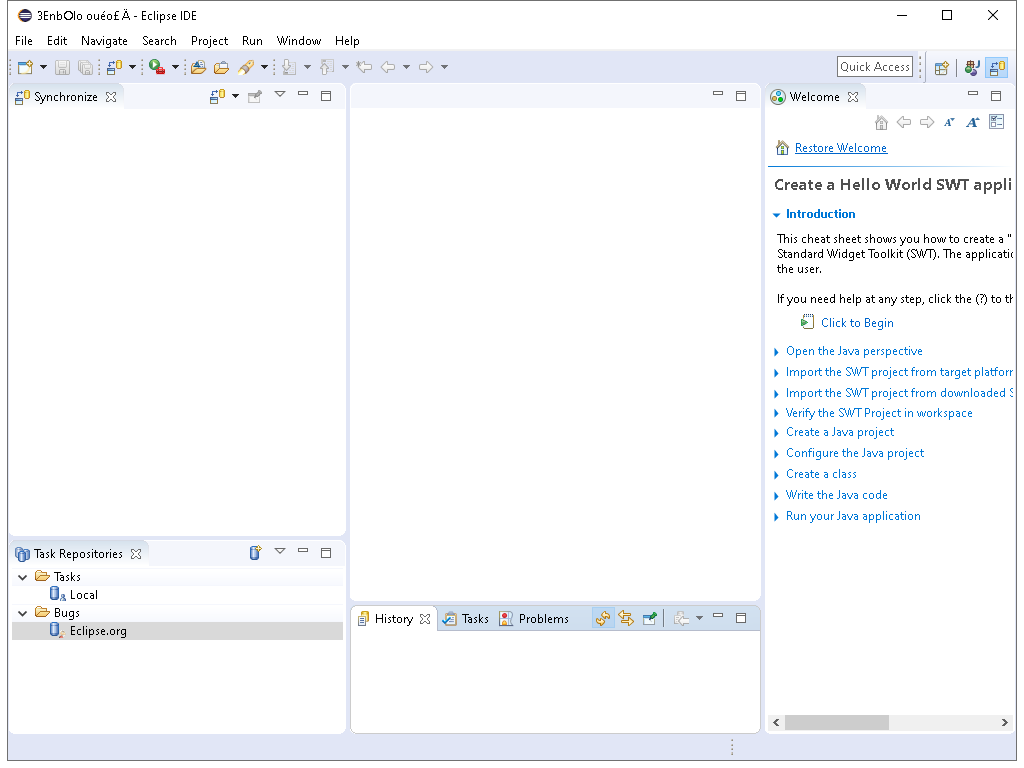 3EnbOlo ouéo£Ä - Eclipse IDE
File Edit Navigate Search Project Run Window Help
Quick Access
Synchronize
Welcome
Restore Welcome
Create a Hello World SWT appli
Introduction
This cheat sheet shows you how to create a "
Standard Widget Toolkit (SWT). The applicatio
the user.
If you need help at any step, click the (?) to th
Click to Begin
Open the Java perspective
Import the SWT project from target platforr
Import the SWT project from downloaded S
Verify the SWT Project in workspace
Create a Java project
Configure the Java project
Create a class
Write the Java code
Run your Java application
Task Repositories
Tasks
Local
Bugs
Eclipse.org
History Tasks Problems